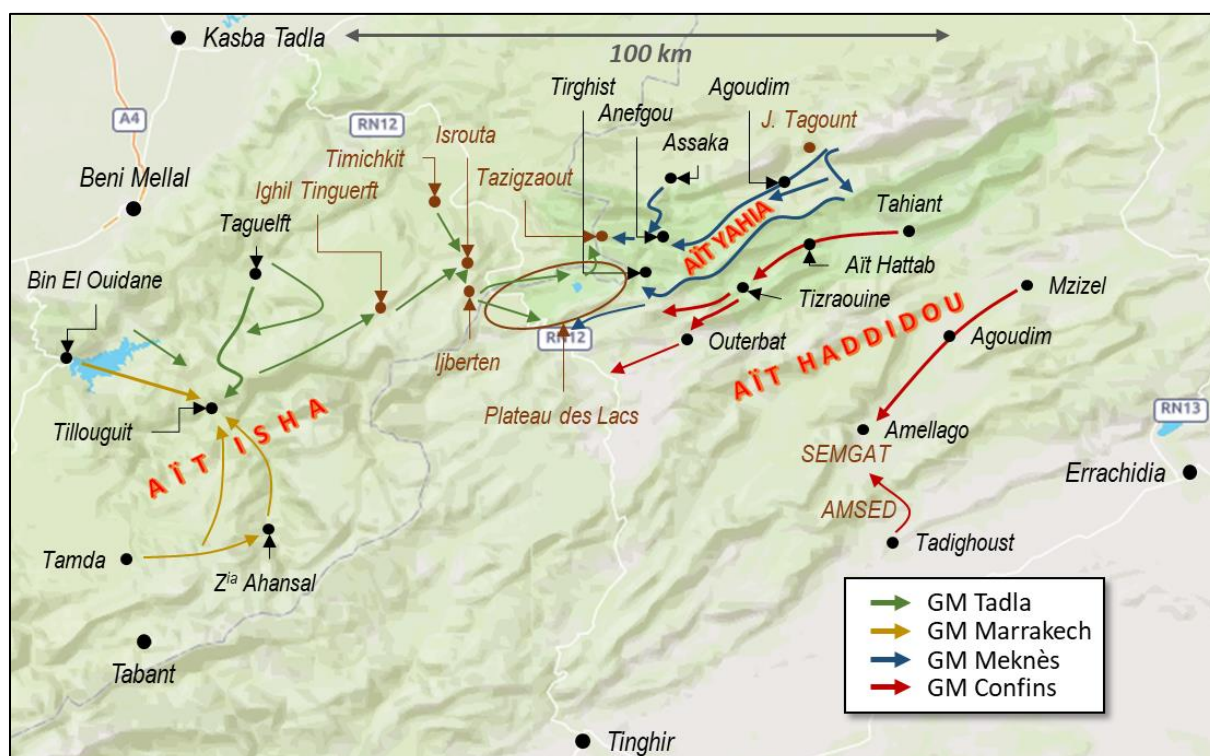 Kasba Tadla
100 km
A4
RN12
Tirghist
Anefgou
Agoudim
Assaka
J. Tagount
Isrouta
Timichkit
Tazigzaout
Ighil Tinguerft
Beni Mellal
Taguelft
Tahiant
AÏT YAHIA
Bin El Ouidane
Aït Hattab
Tizraouine
Mzizel
RN12
Outerbat
Agoudim
Ijberten
AÏT HADDIDOU
Plateau des Lacs
Tillouguit
AÏT ISHA
RN13
Amellago
SEMGAT
Errachidia
AMSED
Tadighoust
Tamda
Zia Ahansal
Tabant
Tinghir
GM Tadla
GM Marrakech
GM Meknès
GM Confins